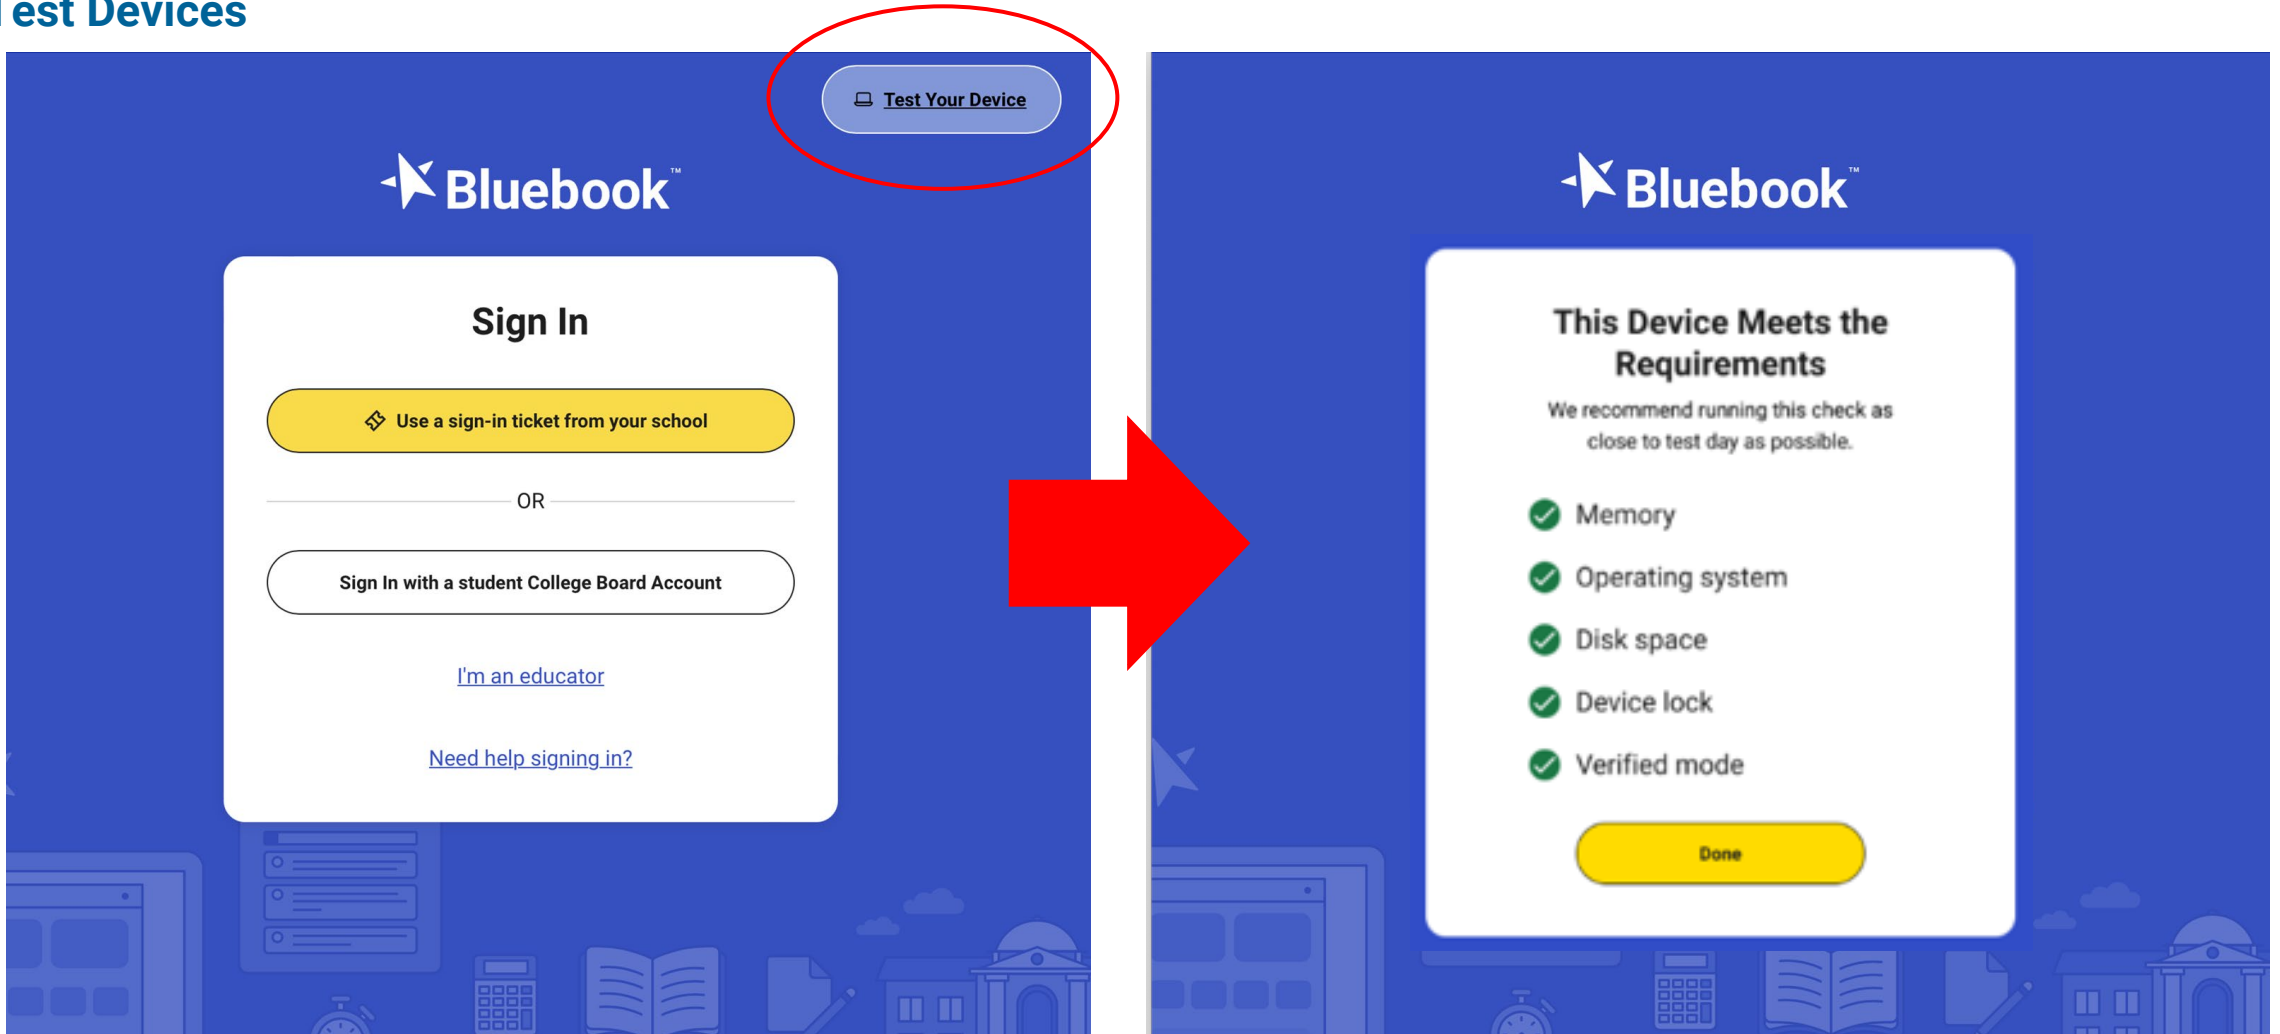 Test Devices
Test Your Device
Bluebook™
Sign In
Use a sign-in ticket from your school
OR
Sign In with a student College Board Account
I'm an educator
Need help signing in?
Bluebook™
This Device Meets the
Requirements
We recommend running this check as
close to test day as possible.
Memory
Operating system
Disk space
Device lock
Verified mode
Done